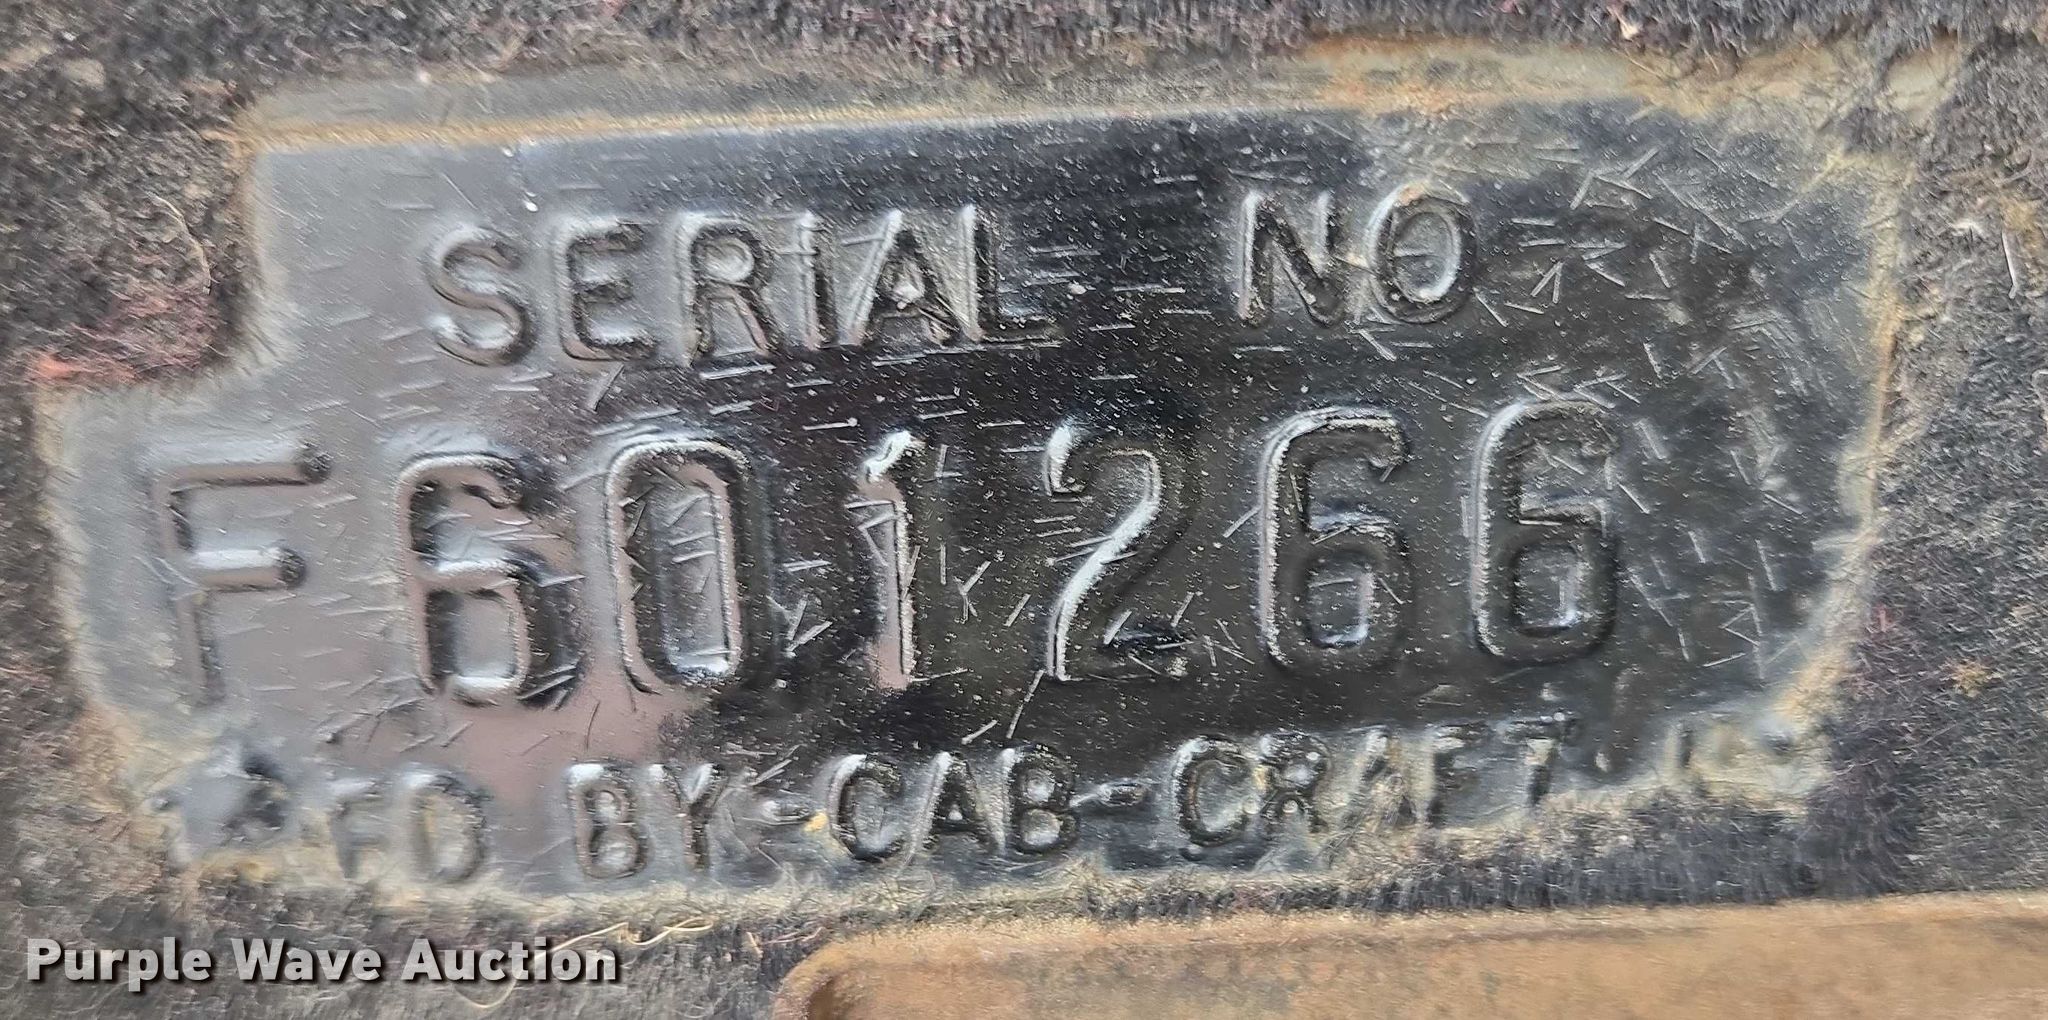 SERIAL NO
F601266
BY-CAB-CRAFT
Purple Wave Auction